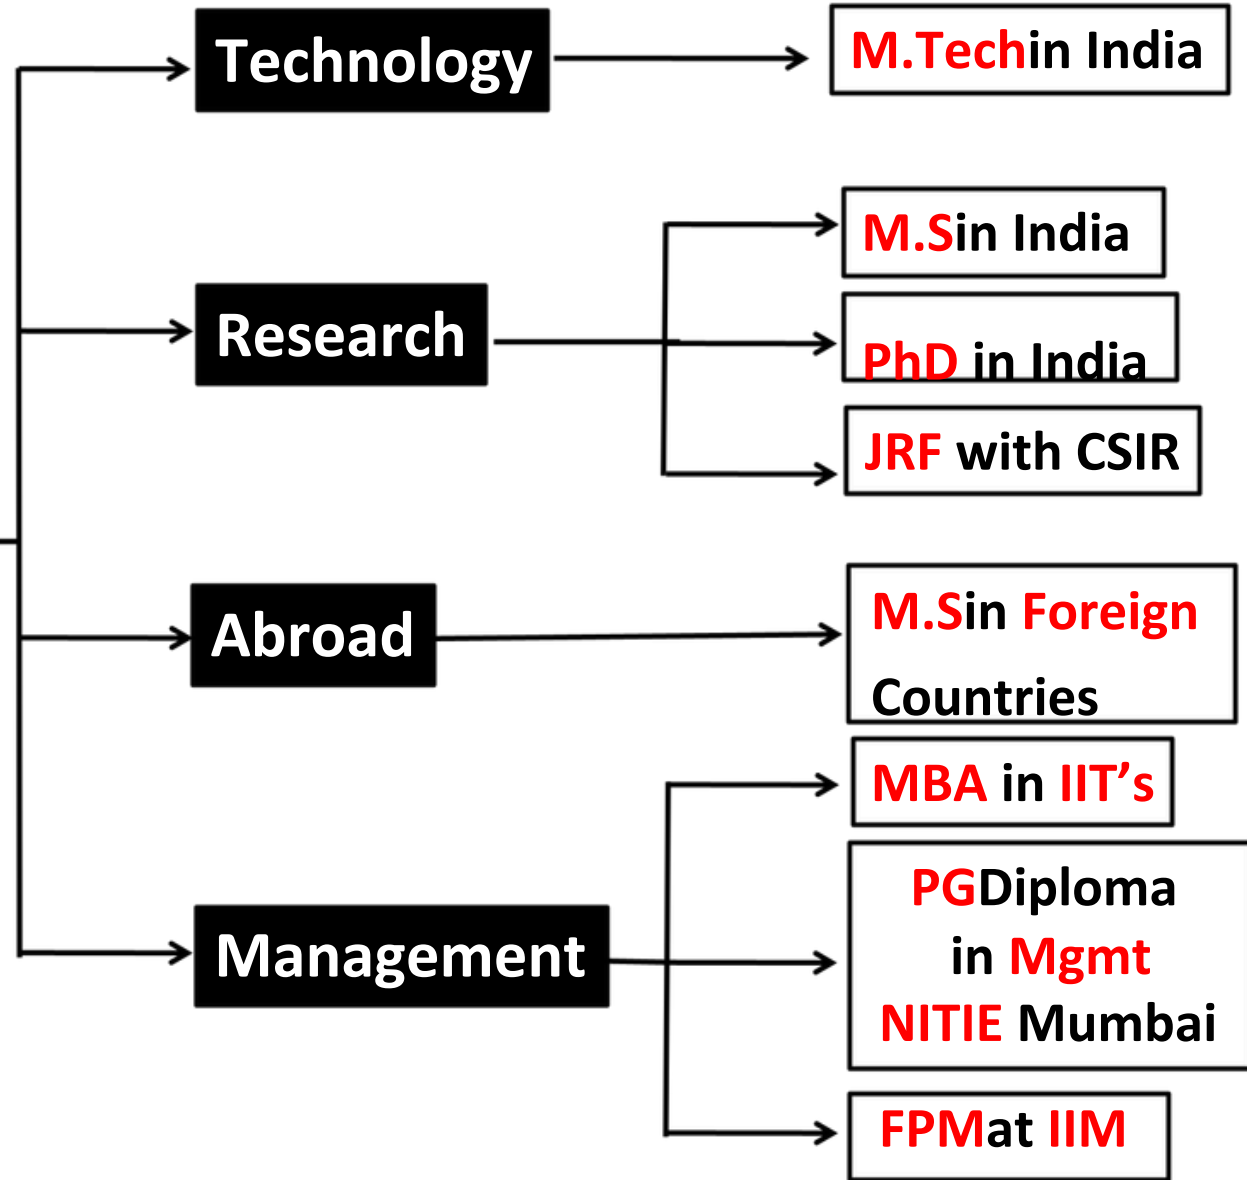 Technology
M.Techin India
Research
M.Sin India
PhD in India
JRF with CSIR
Abroad
M.Sin Foreign
Countries
Management
MBA in IIT’s
PGDiploma
in Mgmt
NITIE Mumbai
FPMat IIM